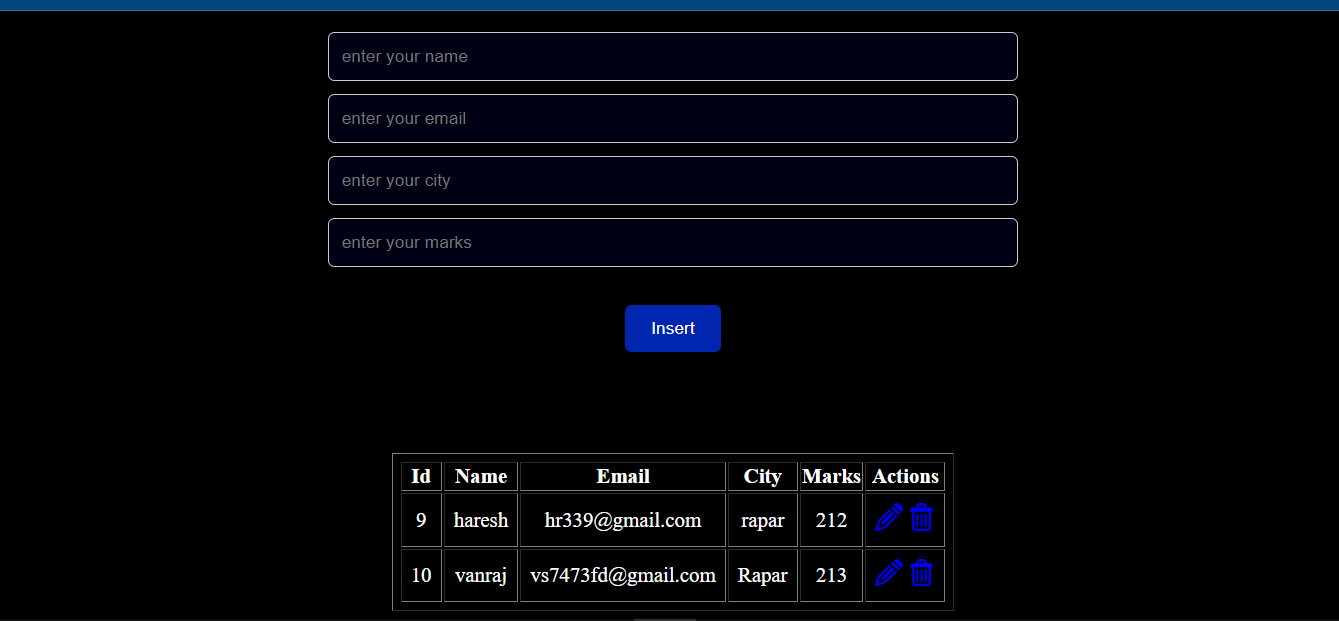 enter your name
enter your email
enter your city
enter your marks
Insert
Id Name Email City Marks Actions
9 haresh hr339@gmail.com rapar 212
10 vanraj vs7473fd@gmail.com Rapar 213